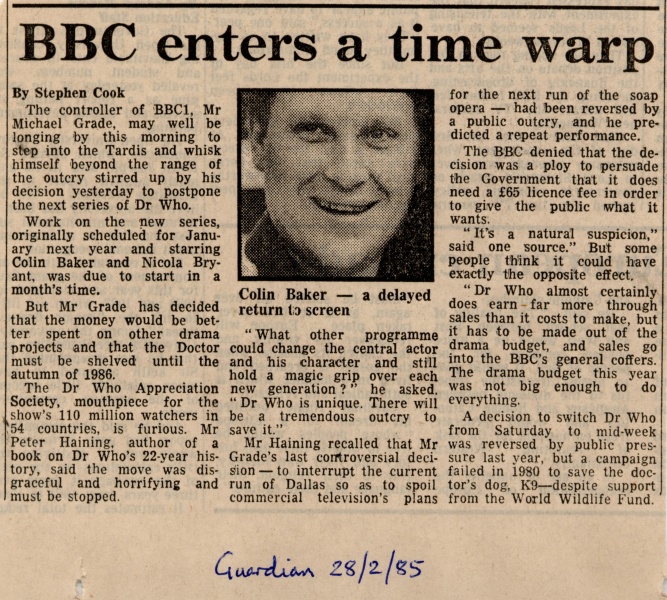 BBC enters a time warp
By Stephen Cook
The controller of BBC1, Mr
Michael Grade, may well be
longing by this morning to
step into the Tardis and whisk
himself beyond the range of
the outcry stirred up by his
decision yesterday to postpone
the next series of Dr Who.
Work on the new series,
originally scheduled for Janu-
ary next year and starring
Colin Baker and Nicola Bry-
ant, was due to start in a
month's time.
But Mr Grade has decided
that the money would be bet-
ter spent on other drama
projects and that the Doctor
must be shelved until the
autumn of 1986.
The Dr Who Appreciation
Society, mouthpiece for the
show's 110 million watchers in
54 countries, is furious. Mr
Peter Haining, author of a
book on Dr Who's 22-year his-
tory, said the move was dis-
graceful and horrifying and
must be stopped.
Colin Baker — a delayed
return to screen
"What other programme
could change the central actor
and his character and still
hold a magic grip over each
new generation?" he asked.
"Dr Who is unique. There will
be a tremendous outcry to
save it."
Mr Haining recalled that Mr
Grade's last controversial deci-
sion — to interrupt the current
run of Dallas so as to spoil
commercial television's plans
for the next run of the soap
opera — had been reversed by
a public outcry, and he pre-
dicted a repeat performance.
The BBC denied that the de-
cision was a ploy to persuade
the Government that it does
need a £65 licence fee in order
to give the public what it
wants.
"It's a natural suspicion,"
said one source." But some
people think it could have
exactly the opposite effect.
"Dr Who almost certainly
does earn far more through
sales than it costs to make, but
it has to be made out of the
drama budget, and sales go
into the BBC's general coffers.
The drama budget this year
was not big enough to do
everything.
A decision to switch Dr Who
from Saturday to mid-week
was reversed by public pres-
sure last year, but a campaign
failed in 1980 to save the doc-
tor's dog, K9—despite support
from the World Wildlife Fund.
Guardian 28/2/85